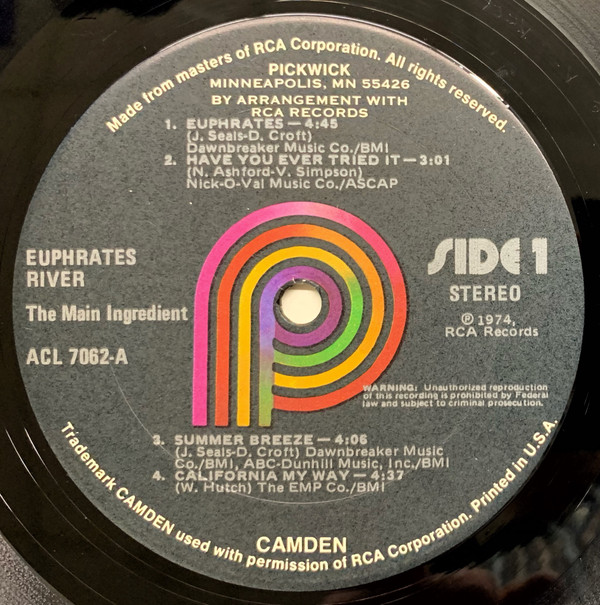 Made from masters of RCA Corporation. All rights reserved.
PICKWICK
MINNEAPOLIS, MN 55426
BY ARRANGEMENT WITH
RCA RECORDS
1. EUPHRATES — 4:45
(J. Seals-D. Croft)
Dawnbreaker Music Co./BMI
2. HAVE YOU EVER TRIED IT — 3:01
(N. Ashford-V. Simpson)
Nick-O-Val Music Co./ASCAP
EUPHRATES
RIVER
The Main Ingredient
ACL 7062-A
SIDE 1
STEREO
℗ 1974,
RCA Records
WARNING: Unauthorized reproduction
of this recording is prohibited by Federal
law and subject to criminal prosecution.
3. SUMMER BREEZE — 4:06
(J. Seals-D. Croft) Dawnbreaker Music
Co./BMI, ABC-Dunhill Music, Inc./BMI
4. CALIFORNIA MY WAY — 4:37
(W. Hutch) The EMP Co./BMI
CAMDEN
Trademark CAMDEN used with permission of RCA Corporation. Printed in U.S.A.